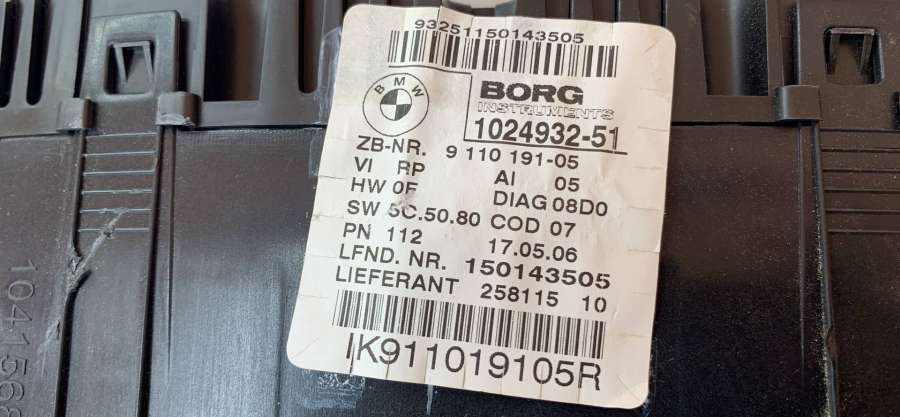 93251150143505
BMW
BORG
INSTRUMENTS
1024932-51
ZB-NR. 9 110 191-05
VI RP AI 05
HW 0F DIAG 08D0
SW 5C.50.80 COD 07
PN 112 17.05.06
LFND. NR. 150143505
LIEFERANT 258115 10
IK911019105R